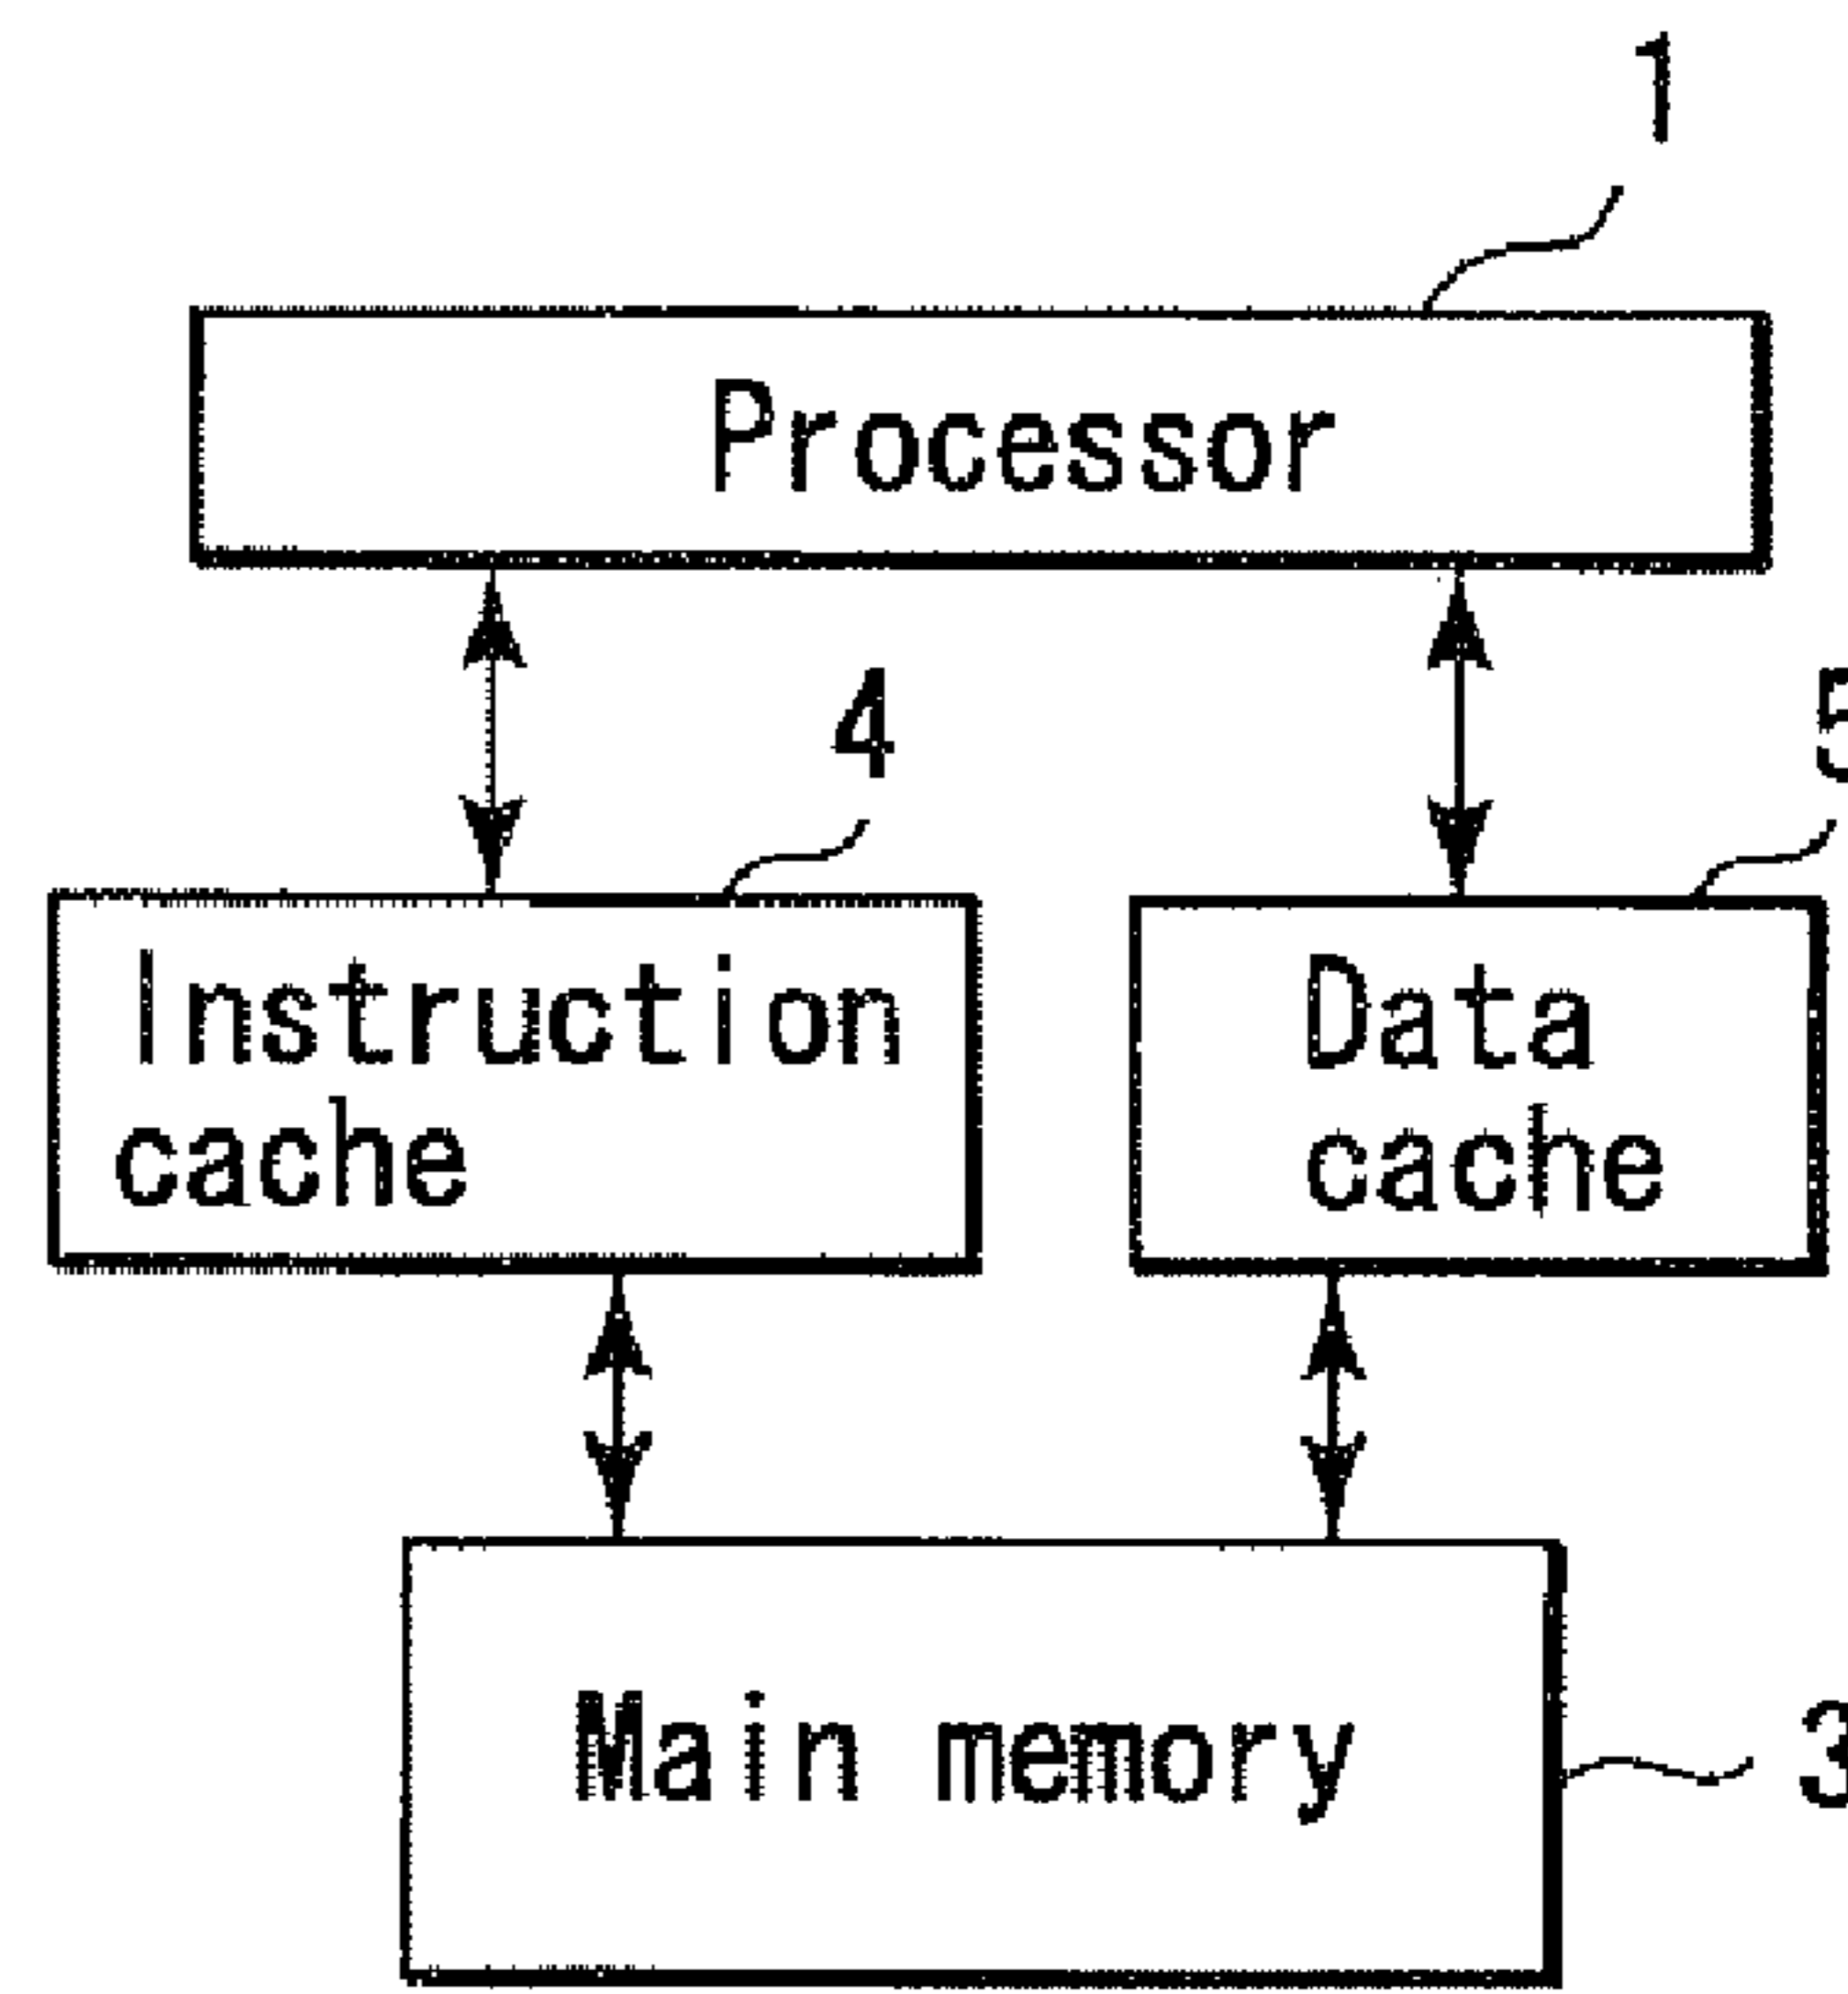 1
Processor
4
5
Instruction
cache
Data
cache
Main memory
3